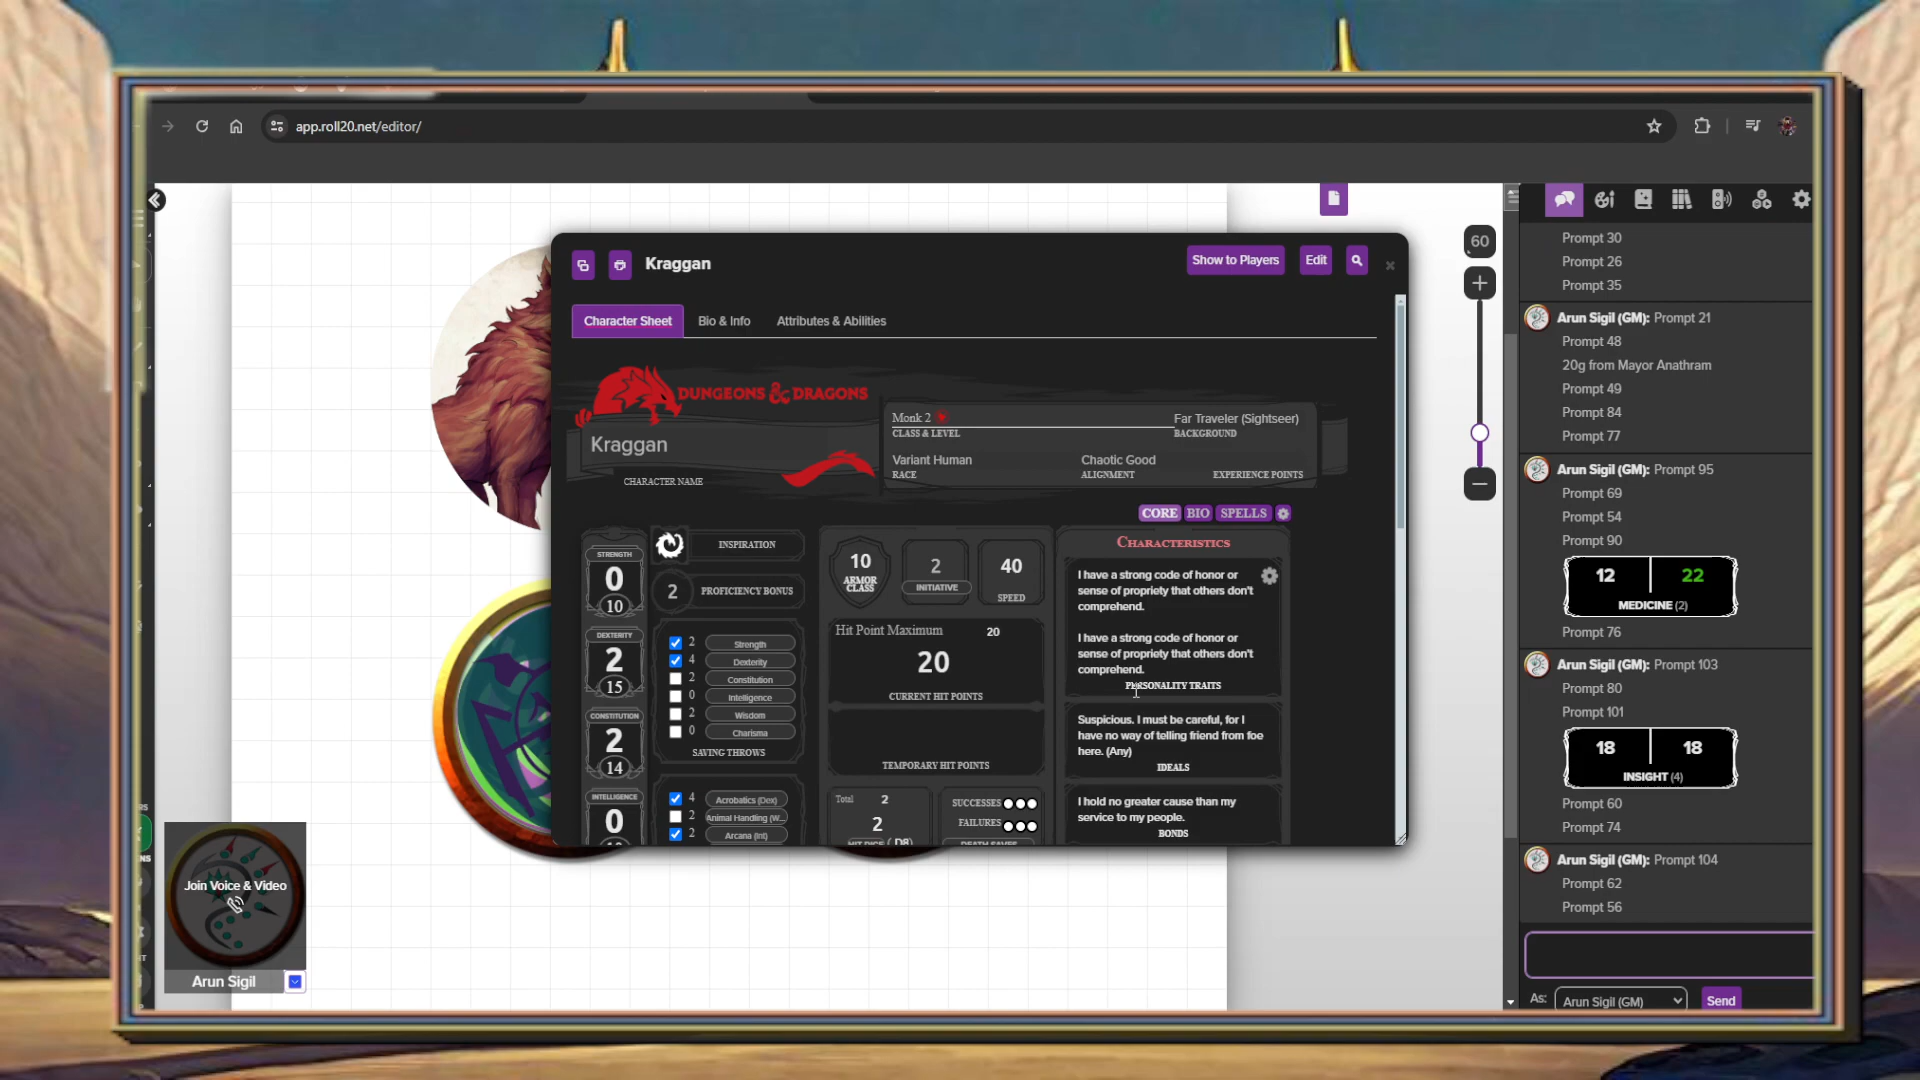 app.roll20.net/editor/
Kraggan
Show to Players
Edit
Character Sheet
Bio & Info
Attributes & Abilities
DUNGEONS & DRAGONS
Kraggan
CHARACTER NAME
Monk 2
CLASS & LEVEL
Far Traveler (Sightseer)
BACKGROUND
Variant Human
RACE
Chaotic Good
ALIGNMENT
EXPERIENCE POINTS
CORE
BIO
SPELLS
STRENGTH
0
10
DEXTERITY
2
15
CONSTITUTION
2
14
INTELLIGENCE
0
INSPIRATION
2 PROFICIENCY BONUS
2 Strength
4 Dexterity
2 Constitution
0 Intelligence
2 Wisdom
0 Charisma
SAVING THROWS
4 Acrobatics (Dex)
2 Animal Handling (W...
2 Arcana (Int)
10
ARMOR
CLASS
2
INITIATIVE
40
SPEED
Hit Point Maximum 20
20
CURRENT HIT POINTS
TEMPORARY HIT POINTS
Total 2
2
HIT DICE ( D8)
SUCCESSES
FAILURES
DEATH SAVES
CHARACTERISTICS
I have a strong code of honor or
sense of propriety that others don't
comprehend.
I have a strong code of honor or
sense of propriety that others don't
comprehend.
PERSONALITY TRAITS
Suspicious. I must be careful, for I
have no way of telling friend from foe
here. (Any)
IDEALS
I hold no greater cause than my
service to my people.
BONDS
60
Prompt 30
Prompt 26
Prompt 35
Arun Sigil (GM): Prompt 21
Prompt 48
20g from Mayor Anathram
Prompt 49
Prompt 84
Prompt 77
Arun Sigil (GM): Prompt 95
Prompt 69
Prompt 54
Prompt 90
12 22
MEDICINE (2)
Prompt 76
Arun Sigil (GM): Prompt 103
Prompt 80
Prompt 101
18 18
INSIGHT (4)
Prompt 60
Prompt 74
Arun Sigil (GM): Prompt 104
Prompt 62
Prompt 56
As: Arun Sigil (GM)
Send
Join Voice & Video
Arun Sigil